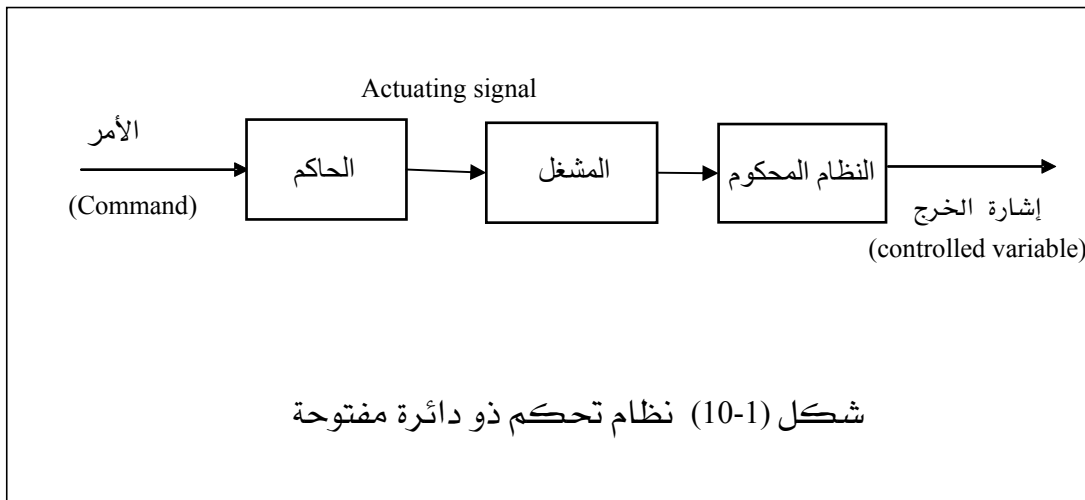 Actuating signal
الأمر
(Command)
الحاكم
المشغل
النظام المحكوم
إشارة الخرج
(controlled variable)
شكل (1-10) نظام تحكم ذو دائرة مفتوحة